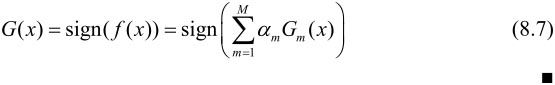 G(x) = sign(f(x)) = sign(∑_{m=1}^{M} α_m G_m(x)) (8.7)
■